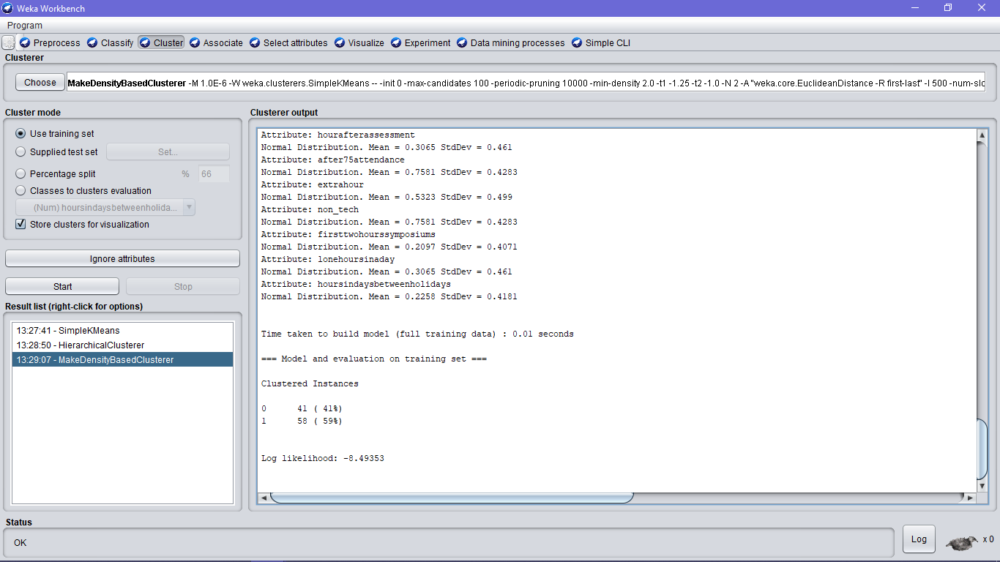 Weka Workbench
Program
Preprocess Classify Cluster Associate Select attributes Visualize Experiment Data mining processes Simple CLI
Clusterer
Choose MakeDensityBasedClusterer -M 1.0E-6 -W weka.clusterers.SimpleKMeans -- -init 0 -max-candidates 100 -periodic-pruning 10000 -min-density 2.0 -t1 -1.25 -t2 -1.0 -N 2 -A "weka.core.EuclideanDistance -R first-last" -I 500 -num-slo
Cluster mode
Use training set
Supplied test set Set...
Percentage split % 66
Classes to clusters evaluation
(Num) hoursindaysbetweenholida...
Store clusters for visualization
Ignore attributes
Start Stop
Result list (right-click for options)
13:27:41 - SimpleKMeans
13:28:50 - HierarchicalClusterer
13:29:07 - MakeDensityBasedClusterer
Clusterer output
Attribute: hourafterassessment
Normal Distribution. Mean = 0.3065 StdDev = 0.461
Attribute: after75attendance
Normal Distribution. Mean = 0.7581 StdDev = 0.4283
Attribute: extrahour
Normal Distribution. Mean = 0.5323 StdDev = 0.499
Attribute: non_tech
Normal Distribution. Mean = 0.7581 StdDev = 0.4283
Attribute: firsttwohourssymposiums
Normal Distribution. Mean = 0.2097 StdDev = 0.4071
Attribute: lonehoursinaday
Normal Distribution. Mean = 0.3065 StdDev = 0.461
Attribute: hoursindaysbetweenholidays
Normal Distribution. Mean = 0.2258 StdDev = 0.4181
Time taken to build model (full training data) : 0.01 seconds
=== Model and evaluation on training set ===
Clustered Instances
0 41 ( 41%)
1 58 ( 59%)
Log likelihood: -8.49353
Status
OK
Log x 0